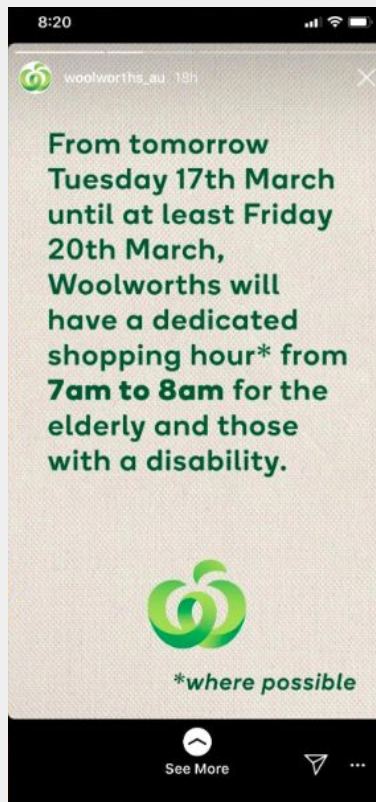 8:20
woolworths_au 18h
From tomorrow
Tuesday 17th March
until at least Friday
20th March,
Woolworths will
have a dedicated
shopping hour* from
7am to 8am for the
elderly and those
with a disability.
*where possible
See More